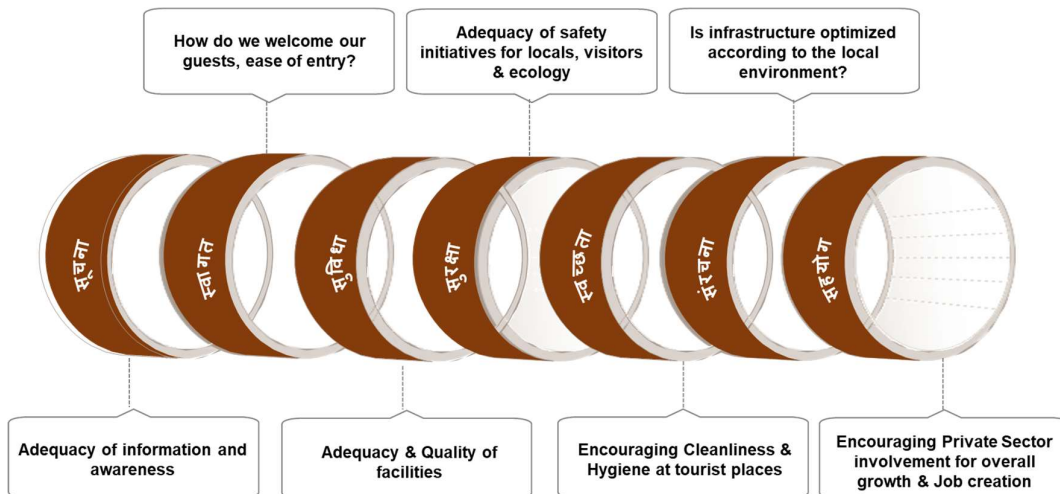 How do we welcome our
guests, ease of entry?
Adequacy of safety
initiatives for locals, visitors
& ecology
Is infrastructure optimized
according to the local
environment?
सूचना
स्वागत
सुविधा
सुरक्षा
स्वच्छता
संरचना
सहयोग
Adequacy of information and
awareness
Adequacy & Quality of
facilities
Encouraging Cleanliness &
Hygiene at tourist places
Encouraging Private Sector
involvement for overall
growth & Job creation